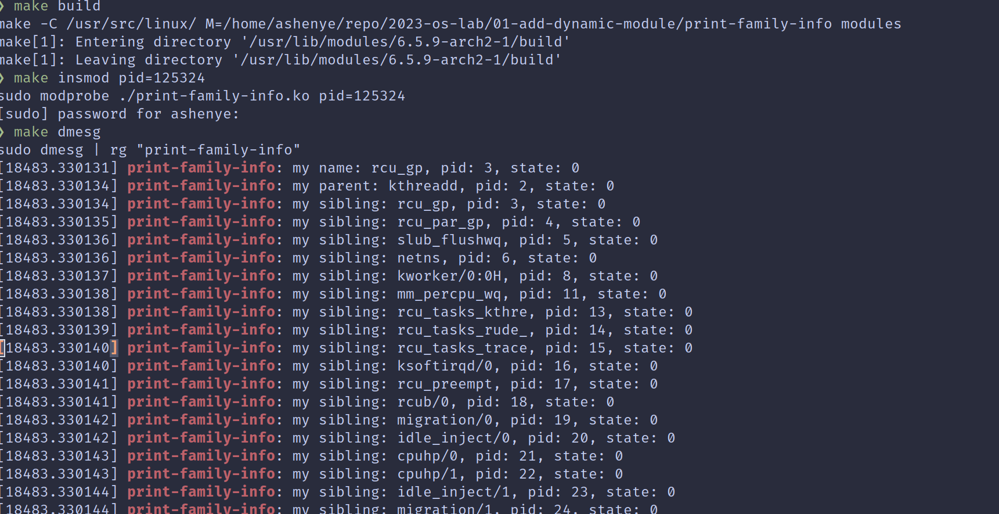 ❯ make build
make -C /usr/src/linux/ M=/home/ashenye/repo/2023-os-lab/01-add-dynamic-module/print-family-info modules
make[1]: Entering directory '/usr/lib/modules/6.5.9-arch2-1/build'
make[1]: Leaving directory '/usr/lib/modules/6.5.9-arch2-1/build'
❯ make insmod pid=125324
sudo modprobe ./print-family-info.ko pid=125324
[sudo] password for ashenye:
❯ make dmesg
sudo dmesg | rg "print-family-info"
[18483.330131] print-family-info: my name: rcu_gp, pid: 3, state: 0
[18483.330134] print-family-info: my parent: kthreadd, pid: 2, state: 0
[18483.330134] print-family-info: my sibling: rcu_gp, pid: 3, state: 0
[18483.330135] print-family-info: my sibling: rcu_par_gp, pid: 4, state: 0
[18483.330136] print-family-info: my sibling: slub_flushwq, pid: 5, state: 0
[18483.330136] print-family-info: my sibling: netns, pid: 6, state: 0
[18483.330137] print-family-info: my sibling: kworker/0:0H, pid: 8, state: 0
[18483.330138] print-family-info: my sibling: mm_percpu_wq, pid: 11, state: 0
[18483.330138] print-family-info: my sibling: rcu_tasks_kthre, pid: 13, state: 0
[18483.330139] print-family-info: my sibling: rcu_tasks_rude_, pid: 14, state: 0
[18483.330140] print-family-info: my sibling: rcu_tasks_trace, pid: 15, state: 0
[18483.330140] print-family-info: my sibling: ksoftirqd/0, pid: 16, state: 0
[18483.330141] print-family-info: my sibling: rcu_preempt, pid: 17, state: 0
[18483.330141] print-family-info: my sibling: rcub/0, pid: 18, state: 0
[18483.330142] print-family-info: my sibling: migration/0, pid: 19, state: 0
[18483.330142] print-family-info: my sibling: idle_inject/0, pid: 20, state: 0
[18483.330143] print-family-info: my sibling: cpuhp/0, pid: 21, state: 0
[18483.330143] print-family-info: my sibling: cpuhp/1, pid: 22, state: 0
[18483.330144] print-family-info: my sibling: idle_inject/1, pid: 23, state: 0
[18483.330144] print-family-info: my sibling: migration/1, pid: 24, state: 0